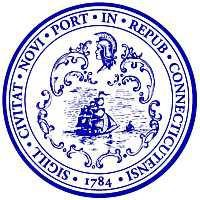 SIGILL • CIVITAT • NOVI • PORT • IN • REPUB • CONNECTICUTENSI
• 1784 •